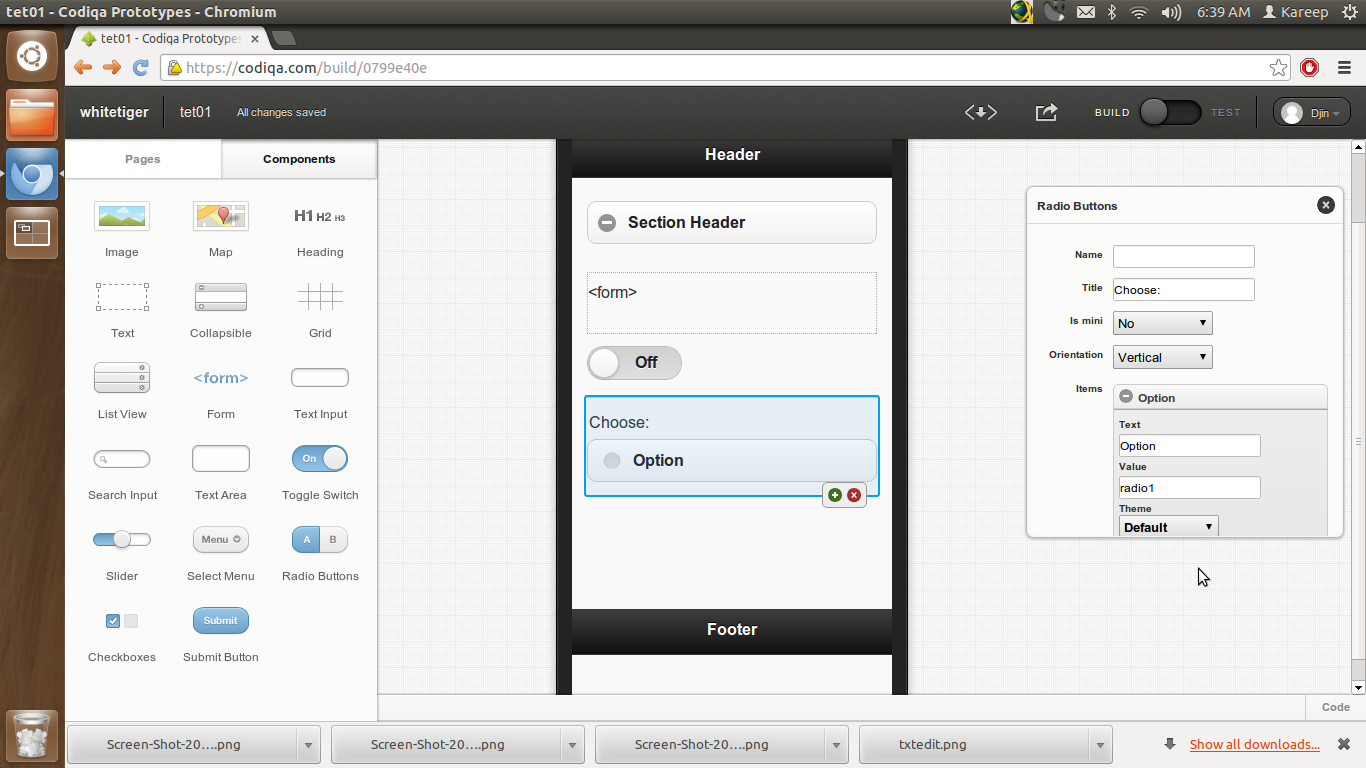 tet01 - Codiqa Prototypes - Chromium
6:39 AM Kareep
tet01 - Codiqa Prototypes
https://codiqa.com/build/0799e40e
whitetiger tet01 All changes saved
BUILD TEST Djin
Pages Components
Image Map H1 H2 H3 Heading
Text Collapsible Grid
List View <form> Form Text Input
Search Input Text Area On Toggle Switch
Slider Menu Select Menu A B Radio Buttons
Checkboxes Submit Submit Button
Header
Section Header
<form>
Off
Choose:
Option
Footer
Radio Buttons
Name
Title Choose:
Is mini No
Orientation Vertical
Items Option
Text
Option
Value
radio1
Theme
Default
Code
Screen-Shot-20....png Screen-Shot-20....png Screen-Shot-20....png txtedit.png Show all downloads...